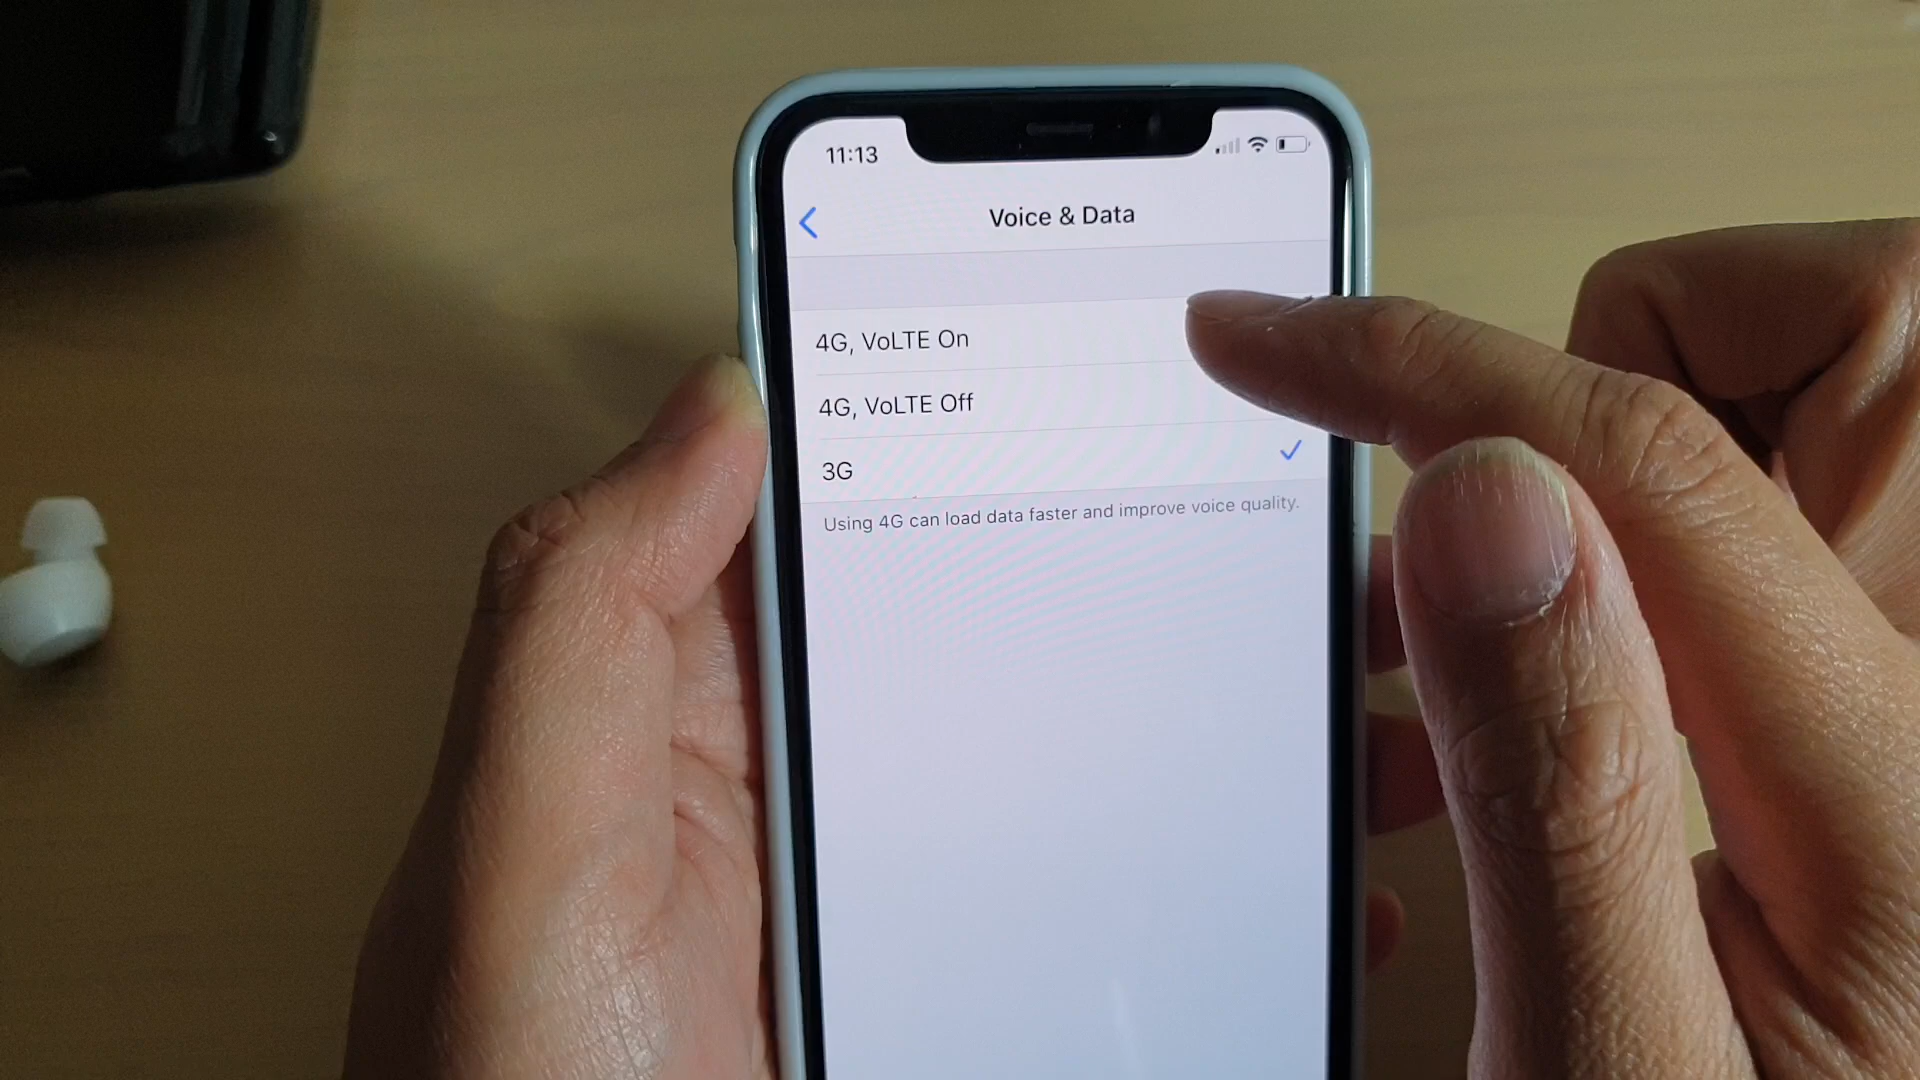 11:13
Voice & Data
4G, VoLTE On
4G, VoLTE Off
3G
Using 4G can load data faster and improve voice quality.